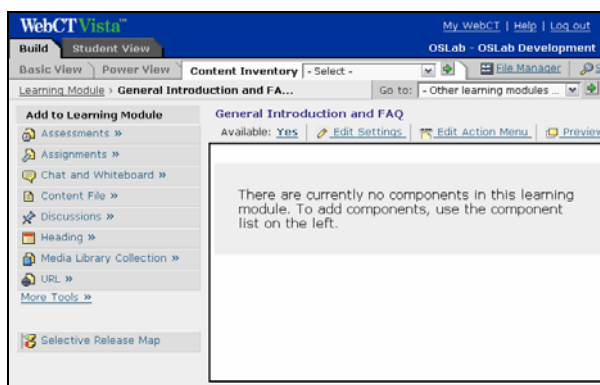 WebCT Vista™ My WebCT | Help | Log out
Build Student View OSLab - OSLab Development
Basic View Power View Content Inventory - Select - File Manager
Learning Module › General Introduction and FA... Go to: - Other learning modules ...
Add to Learning Module
Assessments »
Assignments »
Chat and Whiteboard »
Content File »
Discussions »
Heading »
Media Library Collection »
URL »
More Tools »
Selective Release Map
General Introduction and FAQ
Available: Yes Edit Settings Edit Action Menu Preview
There are currently no components in this learning
module. To add components, use the component
list on the left.